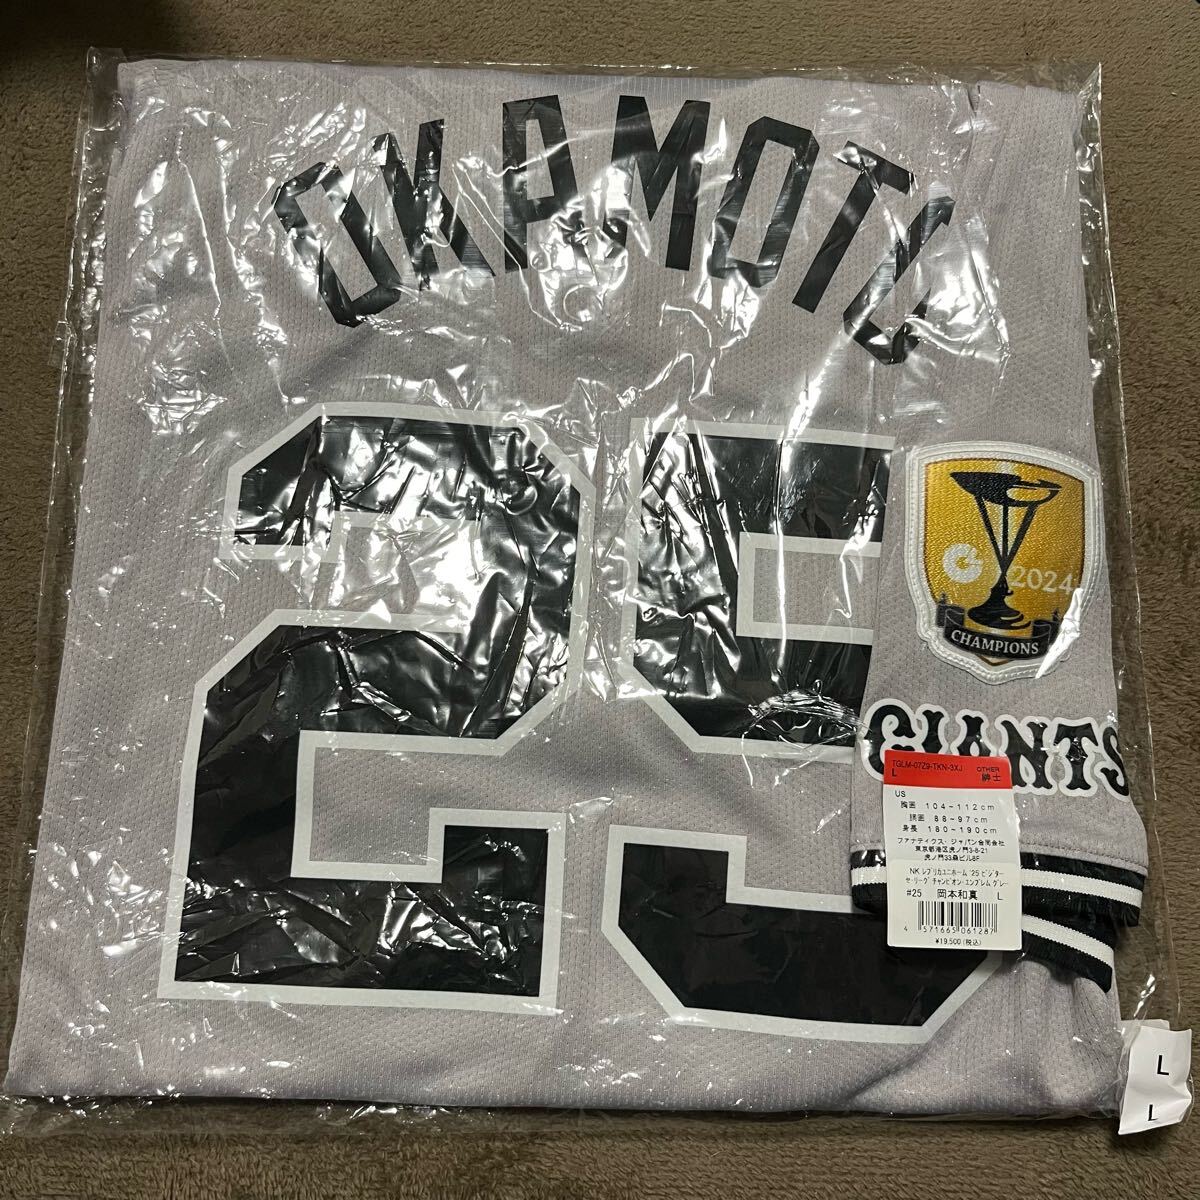 OKAMOTO
25
2024
CHAMPIONS
GIANTS
TGLM-07Z9-TKN-3XJ OTHER
L 紳士
US
胸囲 104~112cm
胴囲 88~97cm
身長 180~190cm
ファナティクス・ジャパン合同会社
東京都港区虎ノ門3-8-21
虎ノ門33森ビル8F
NK レプリカユニホーム '25 ビジター
セ・リーグ チャンピオン・エンブレム グレー
#25 岡本和真 L
4 571665 061287
¥19,500(税込)
L
L